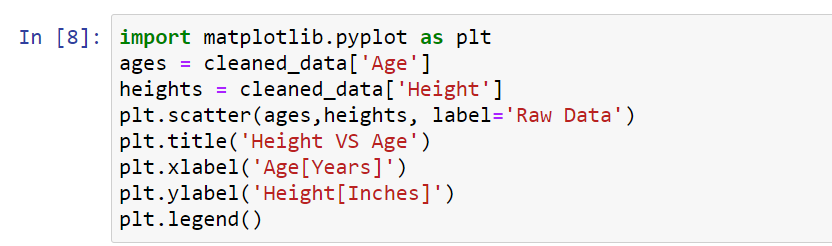 In [8]: import matplotlib.pyplot as plt
ages = cleaned_data['Age']
heights = cleaned_data['Height']
plt.scatter(ages,heights, label='Raw Data')
plt.title('Height VS Age')
plt.xlabel('Age[Years]')
plt.ylabel('Height[Inches]')
plt.legend()